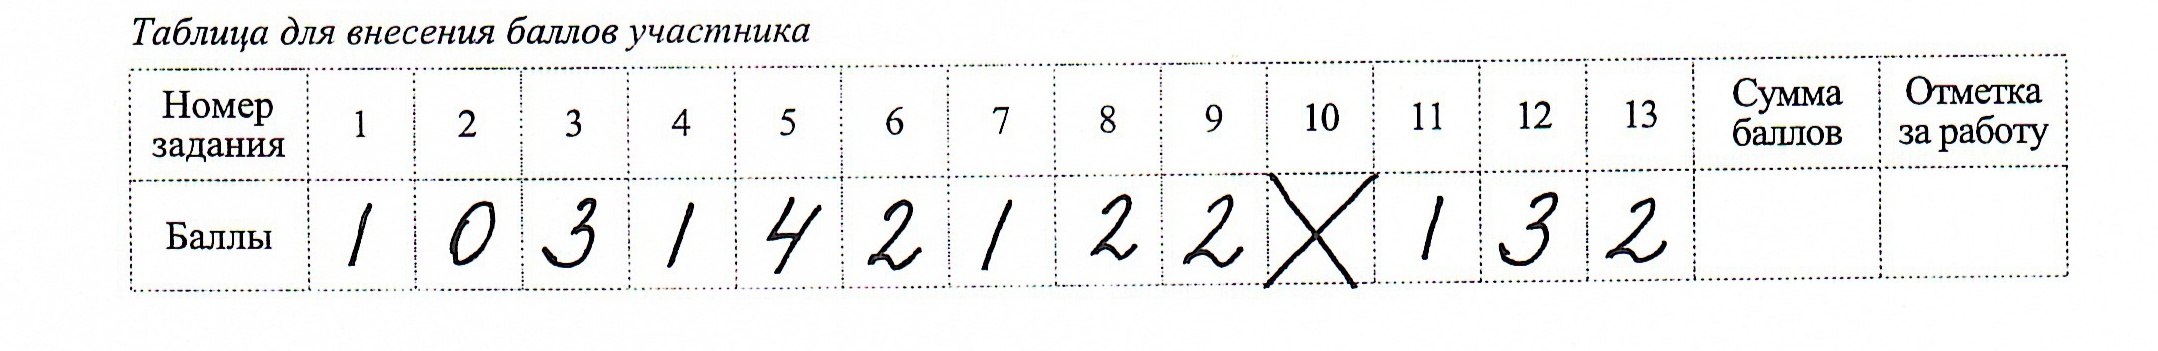 Таблица для внесения баллов участника
Номер задания 1 2 3 4 5 6 7 8 9 10 11 12 13 Сумма баллов Отметка за работу
Баллы 1 0 3 1 4 2 1 2 2 X 1 3 2